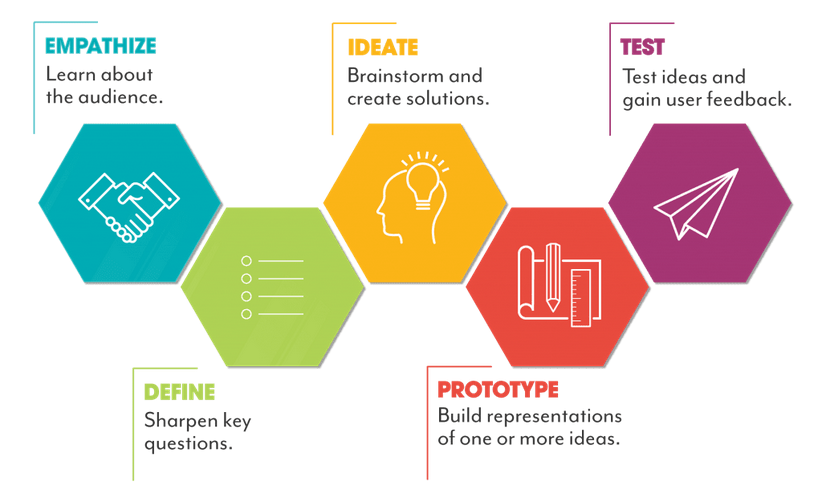 EMPATHIZE
Learn about
the audience.
DEFINE
Sharpen key
questions.
IDEATE
Brainstorm and
create solutions.
PROTOTYPE
Build representations
of one or more ideas.
TEST
Test ideas and
gain user feedback.